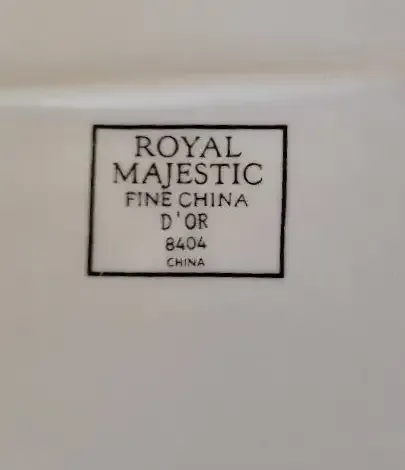 ROYAL
MAJESTIC
FINE CHINA
D'OR
8404
CHINA